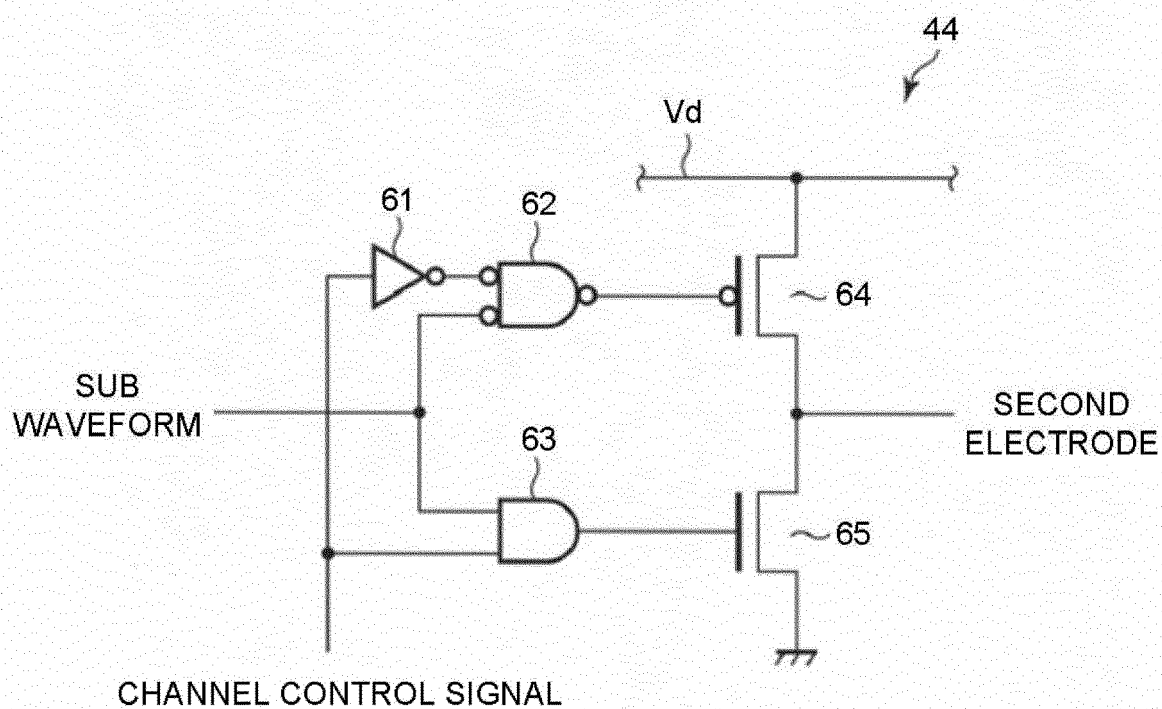 44
Vd
61
62
64
SUB
WAVEFORM
SECOND
ELECTRODE
63
65
CHANNEL CONTROL SIGNAL